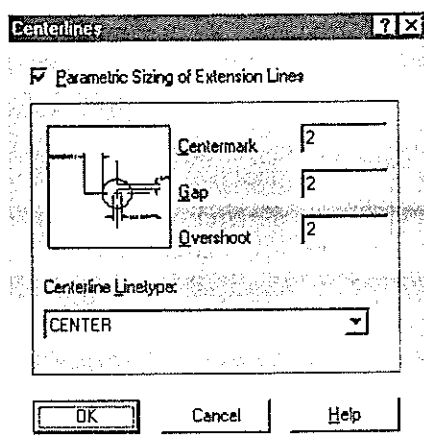 Centerlines ? ×
Parametric Sizing of Extension Lines
Centermark 2
Gap 2
Overshoot 2
Centerline Linetype:
CENTER
OK Cancel Help